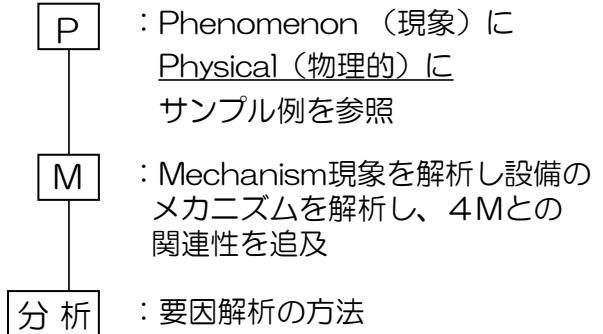 P ：Phenomenon （現象）に
Physical（物理的）に
サンプル例を参照
M ：Mechanism現象を解析し設備の
メカニズムを解析し、４Mとの
関連性を追及
分 析 ：要因解析の方法